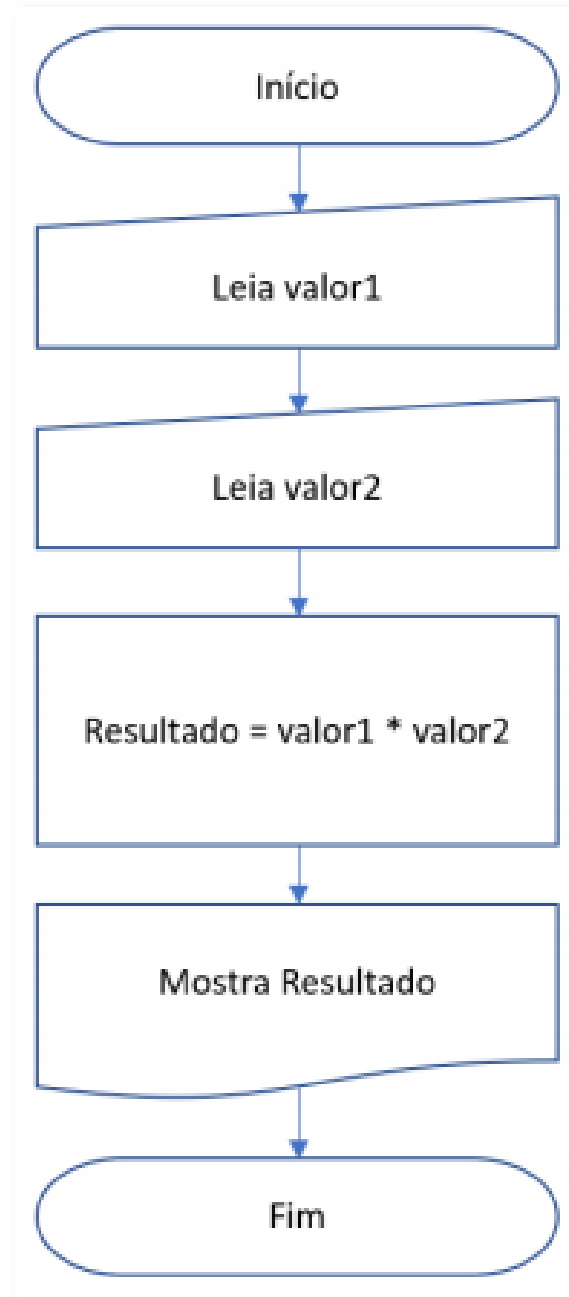 Início
Leia valor1
Leia valor2
Resultado = valor1 * valor2
Mostra Resultado
Fim